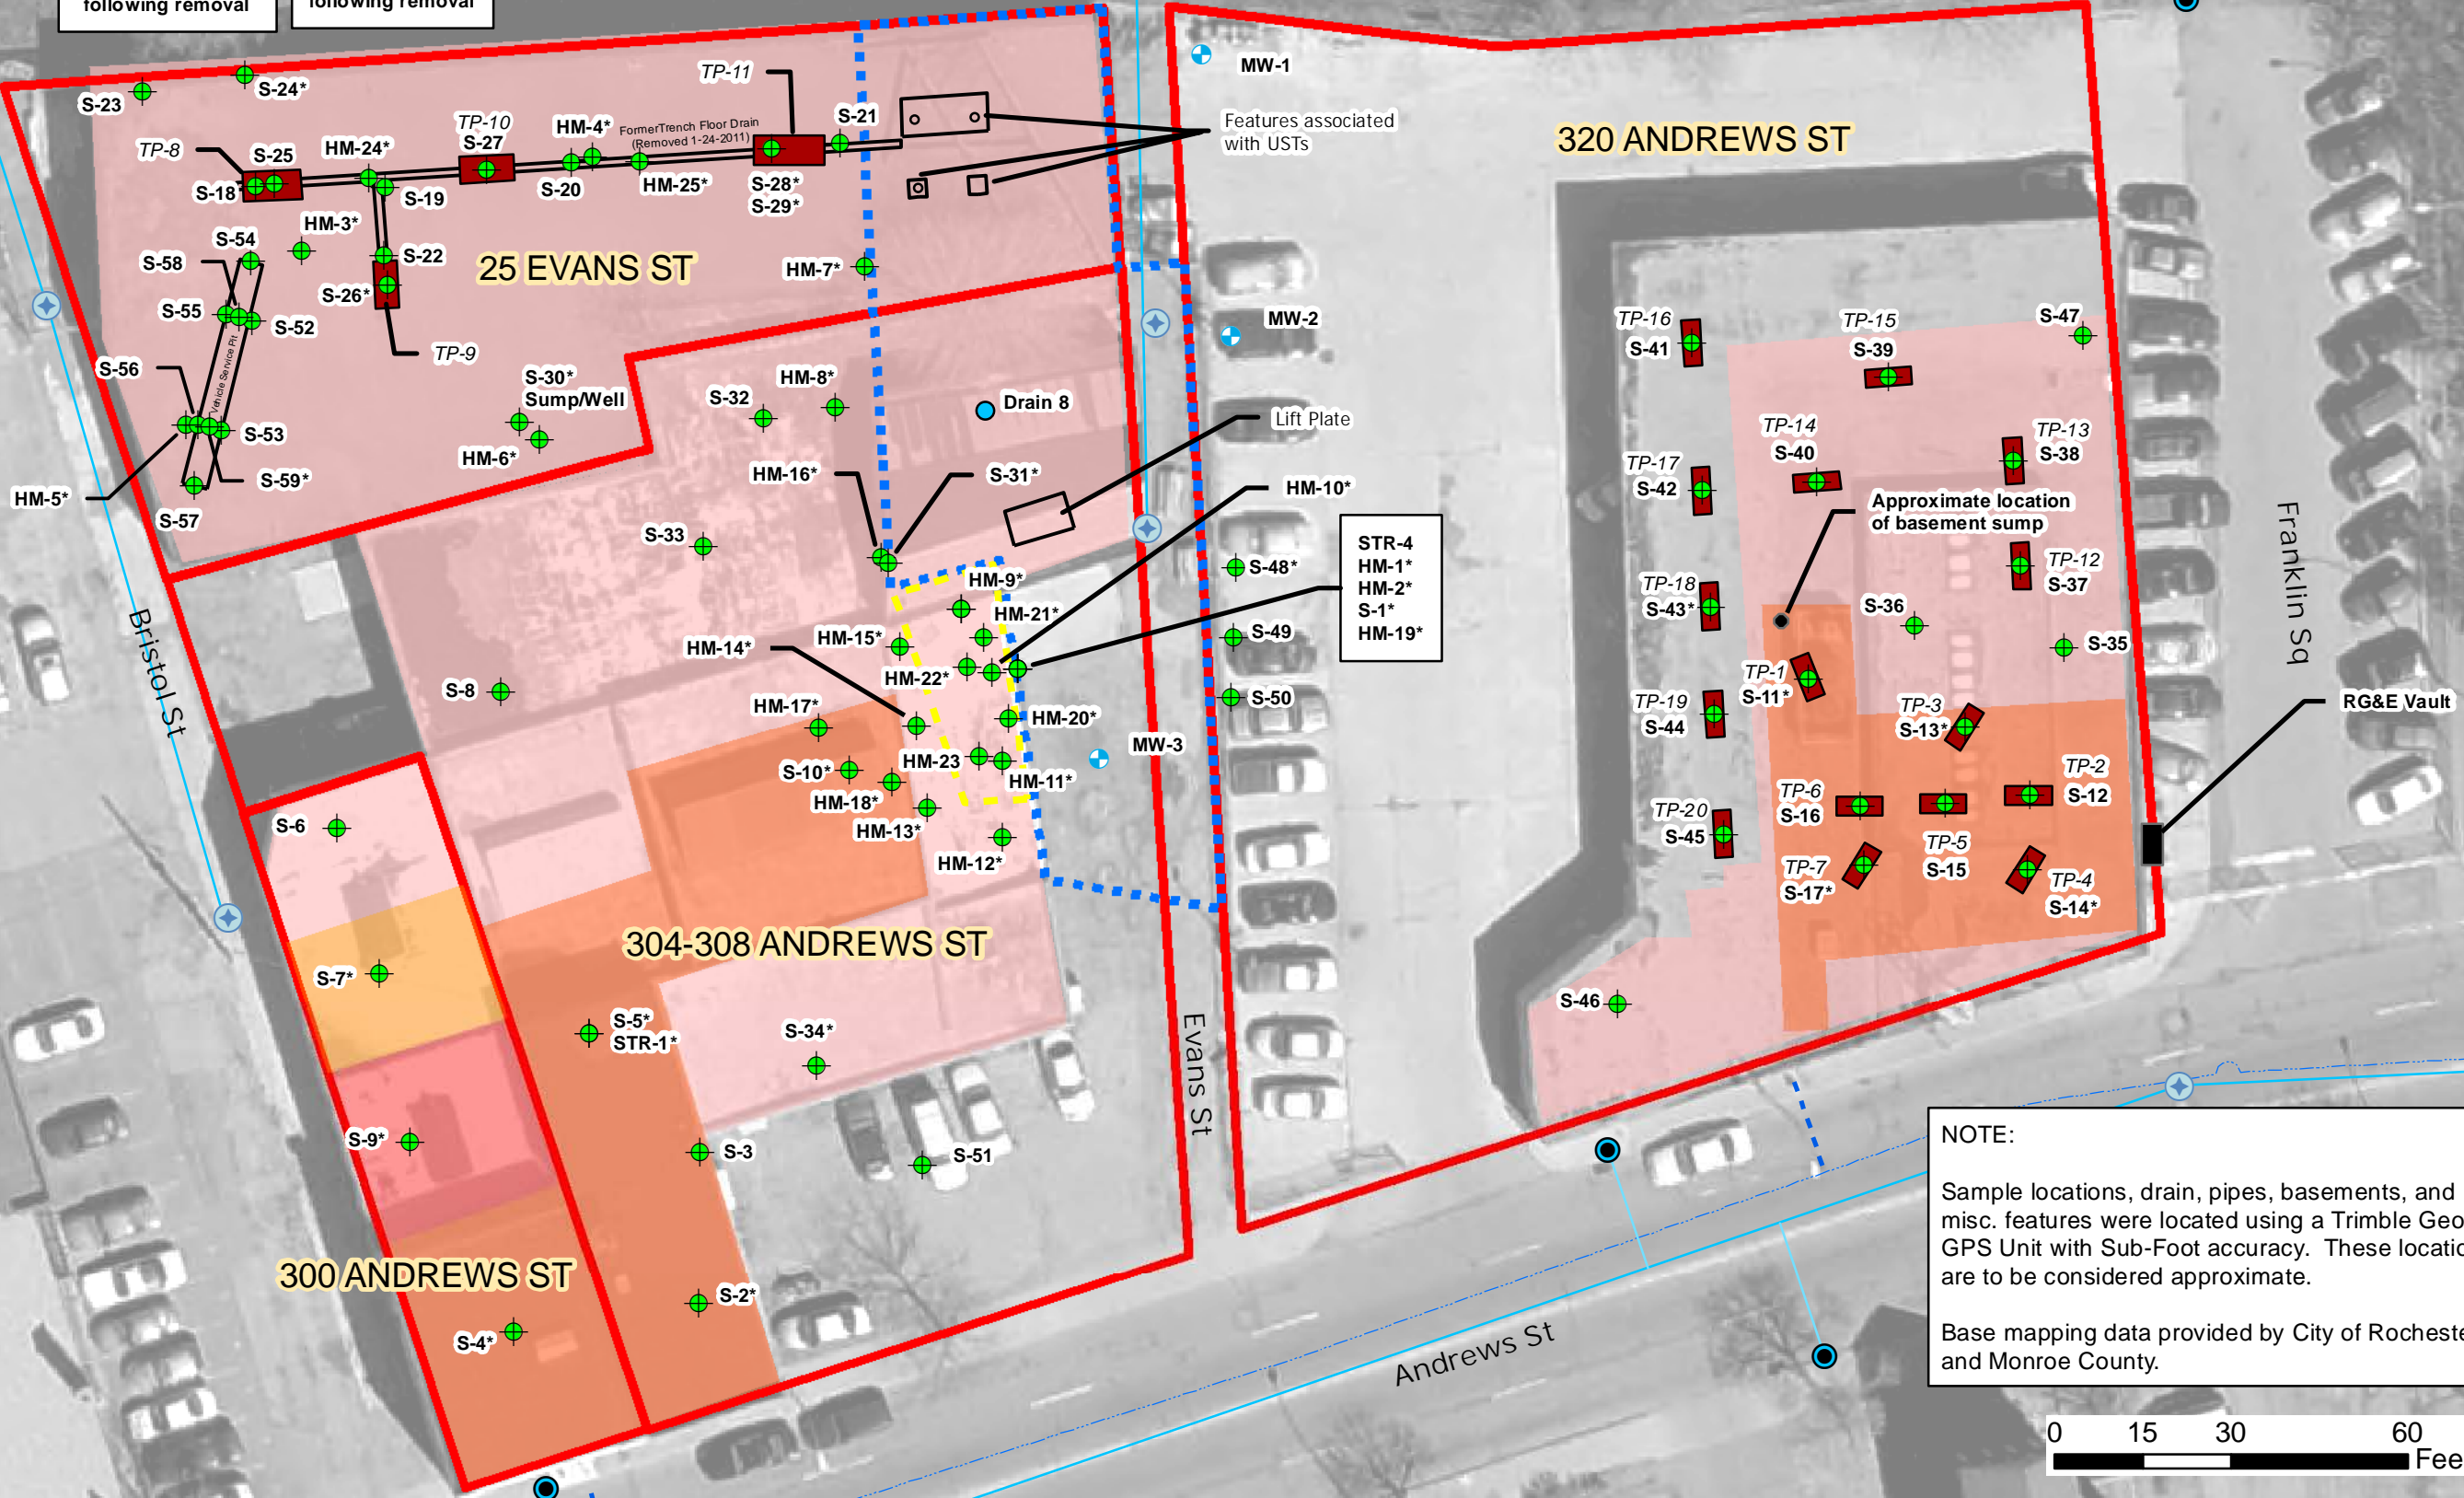 following removal
following removal
S-23
S-24*
TP-8
S-25
S-18
HM-24*
S-19
TP-10
S-27
HM-4*
S-20
FormerTrench Floor Drain
(Removed 1-24-2011)
HM-25*
TP-11
S-28*
S-29*
S-21
Features associated
with USTs
MW-1
320 ANDREWS ST
HM-3*
S-54
S-58
S-55
S-52
S-22
S-26*
TP-9
25 EVANS ST
HM-7*
MW-2
S-56
Vehicle Service Pit
S-53
S-59*
HM-5*
S-57
S-30*
Sump/Well
HM-6*
S-32
HM-8*
Drain 8
Lift Plate
HM-16*
S-31*
HM-10*
S-33
STR-4
HM-1*
HM-2*
S-1*
HM-19*
HM-9*
HM-21*
HM-15*
HM-14*
HM-22*
HM-20*
S-8
HM-17*
HM-23
HM-11*
S-10*
HM-18*
HM-13*
HM-12*
MW-3
S-48*
S-49
S-50
TP-16
S-41
TP-15
S-39
S-47
TP-14
S-40
TP-13
S-38
TP-17
S-42
Approximate location
of basement sump
TP-12
S-37
TP-18
S-43*
S-36
S-35
TP-1
S-11*
TP-3
S-13*
TP-19
S-44
RG&E Vault
TP-2
S-12
TP-6
S-16
TP-20
S-45
TP-5
S-15
TP-7
S-17*
TP-4
S-14*
S-46
Franklin Sq
Bristol St
S-6
S-7*
304-308 ANDREWS ST
S-5*
STR-1*
S-34*
S-9*
S-3
S-51
Evans St
300 ANDREWS ST
S-2*
S-4*
Andrews St
NOTE:
Sample locations, drain, pipes, basements, and
misc. features were located using a Trimble Geo
GPS Unit with Sub-Foot accuracy. These locatio
are to be considered approximate.
Base mapping data provided by City of Rocheste
and Monroe County.
0 15 30 60
Fee